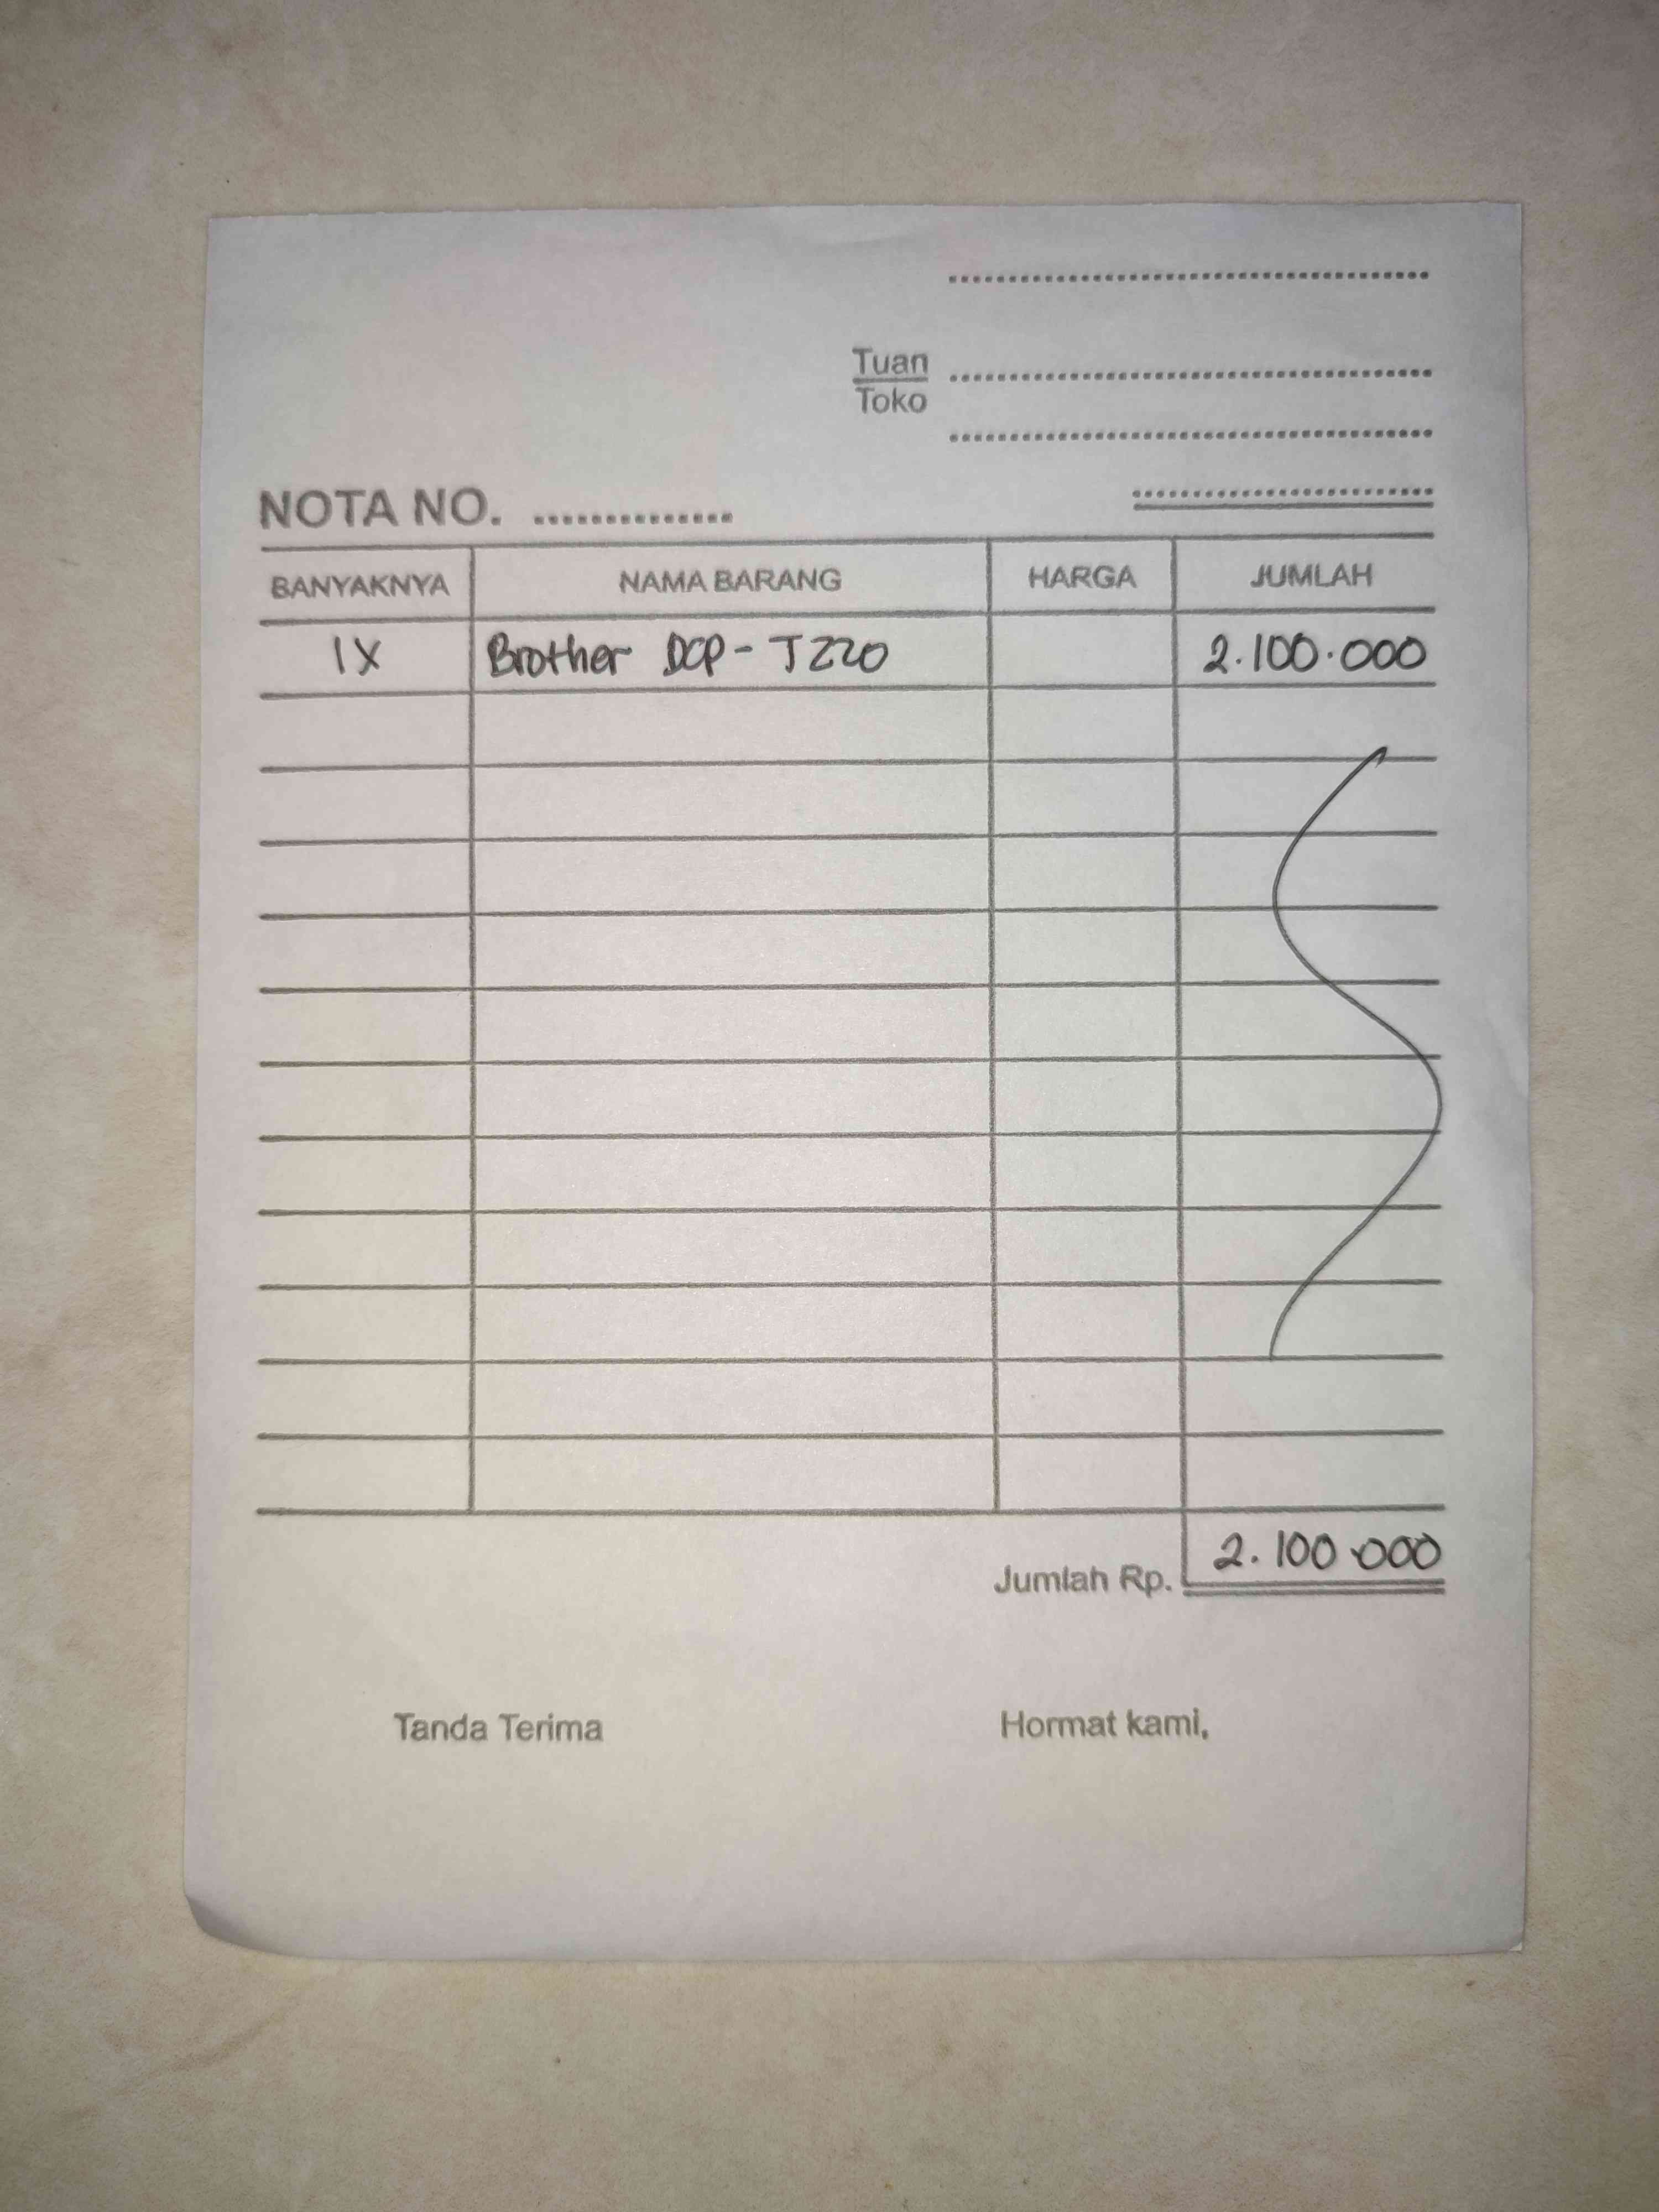 Tuan
Toko
NOTA NO.
BANYAKNYA NAMA BARANG HARGA JUMLAH
1X Brother DCP-T220 2.100.000
Jumlah Rp. 2.100.000
Tanda Terima Hormat kami,